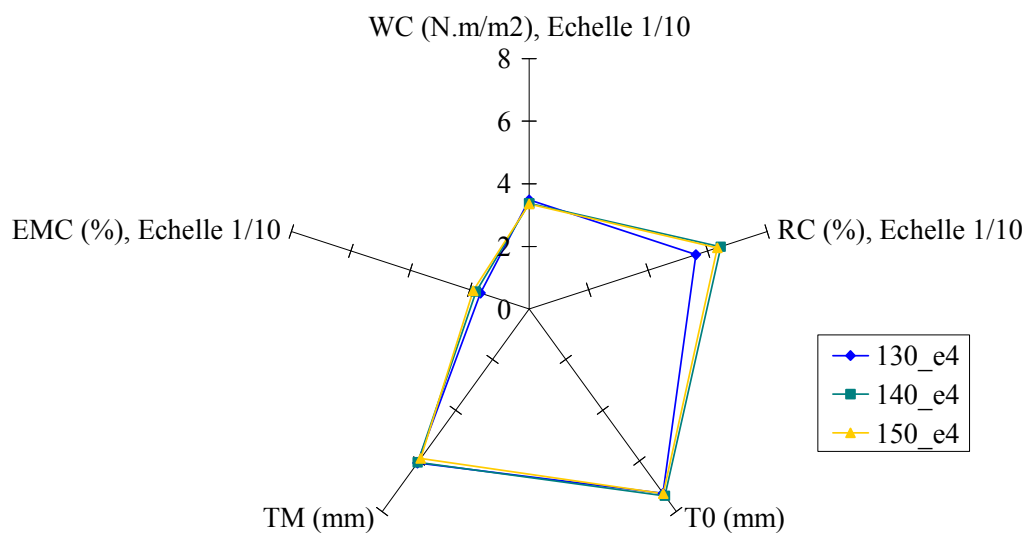 WC (N.m/m2), Echelle 1/10
8
6
4
2
0
EMC (%), Echelle 1/10
RC (%), Echelle 1/10
130_e4
140_e4
150_e4
TM (mm)
T0 (mm)